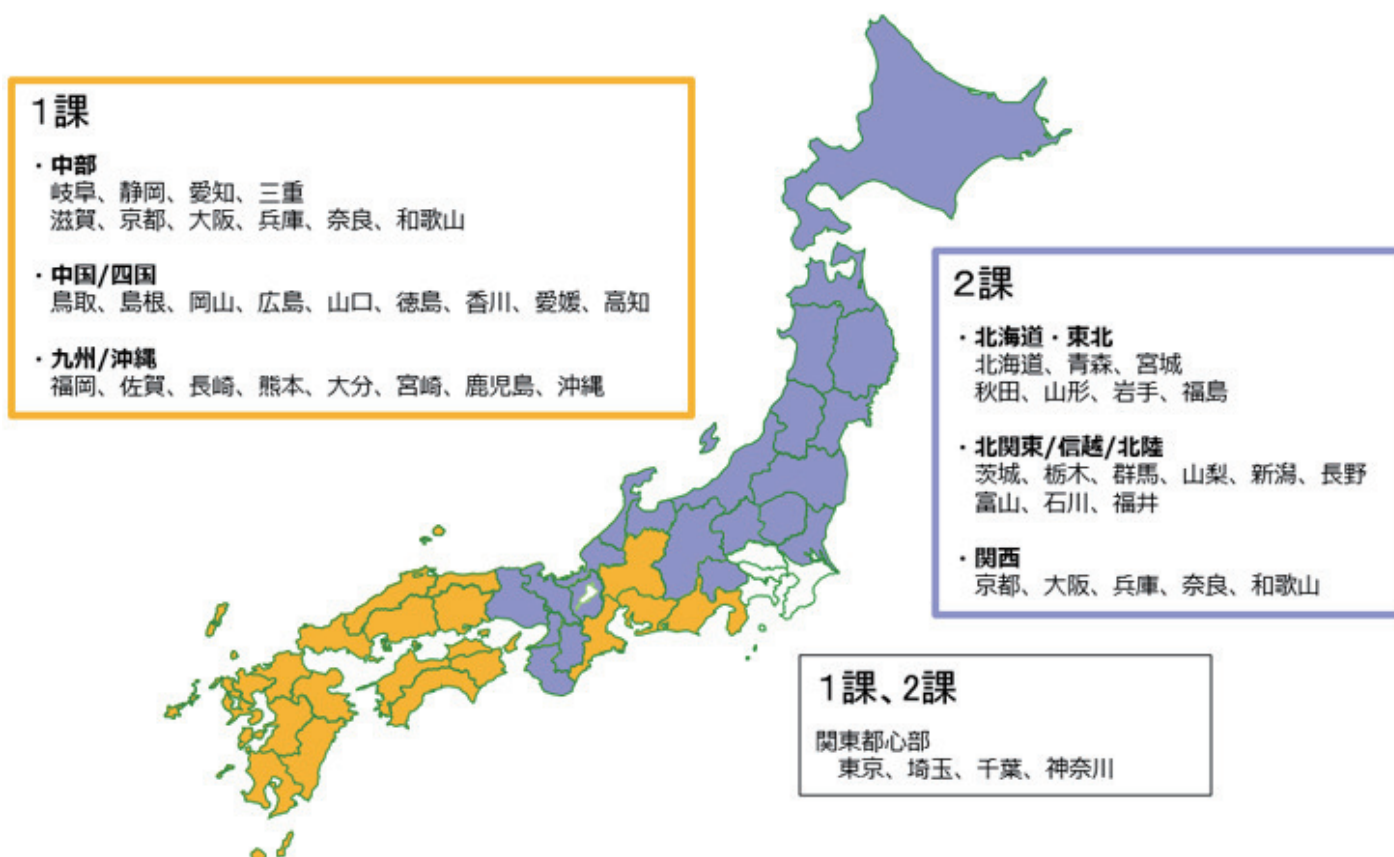 1課
・中部
岐阜、静岡、愛知、三重
滋賀、京都、大阪、兵庫、奈良、和歌山
・中国/四国
鳥取、島根、岡山、広島、山口、徳島、香川、愛媛、高知
・九州/沖縄
福岡、佐賀、長崎、熊本、大分、宮崎、鹿児島、沖縄
2課
・北海道・東北
北海道、青森、宮城
秋田、山形、岩手、福島
・北関東/信越/北陸
茨城、栃木、群馬、山梨、新潟、長野
富山、石川、福井
・関西
京都、大阪、兵庫、奈良、和歌山
1課、2課
関東都心部
東京、埼玉、千葉、神奈川